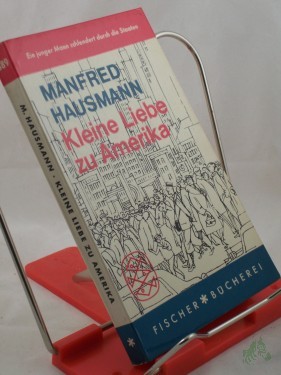 Ein junger Mann schlendert durch die Staaten
MANFRED
HAUSMANN
Kleine Liebe
zu Amerika
FISCHER * BÜCHEREI
M. HAUSMANN · KLEINE LIEBE ZU AMERIKA